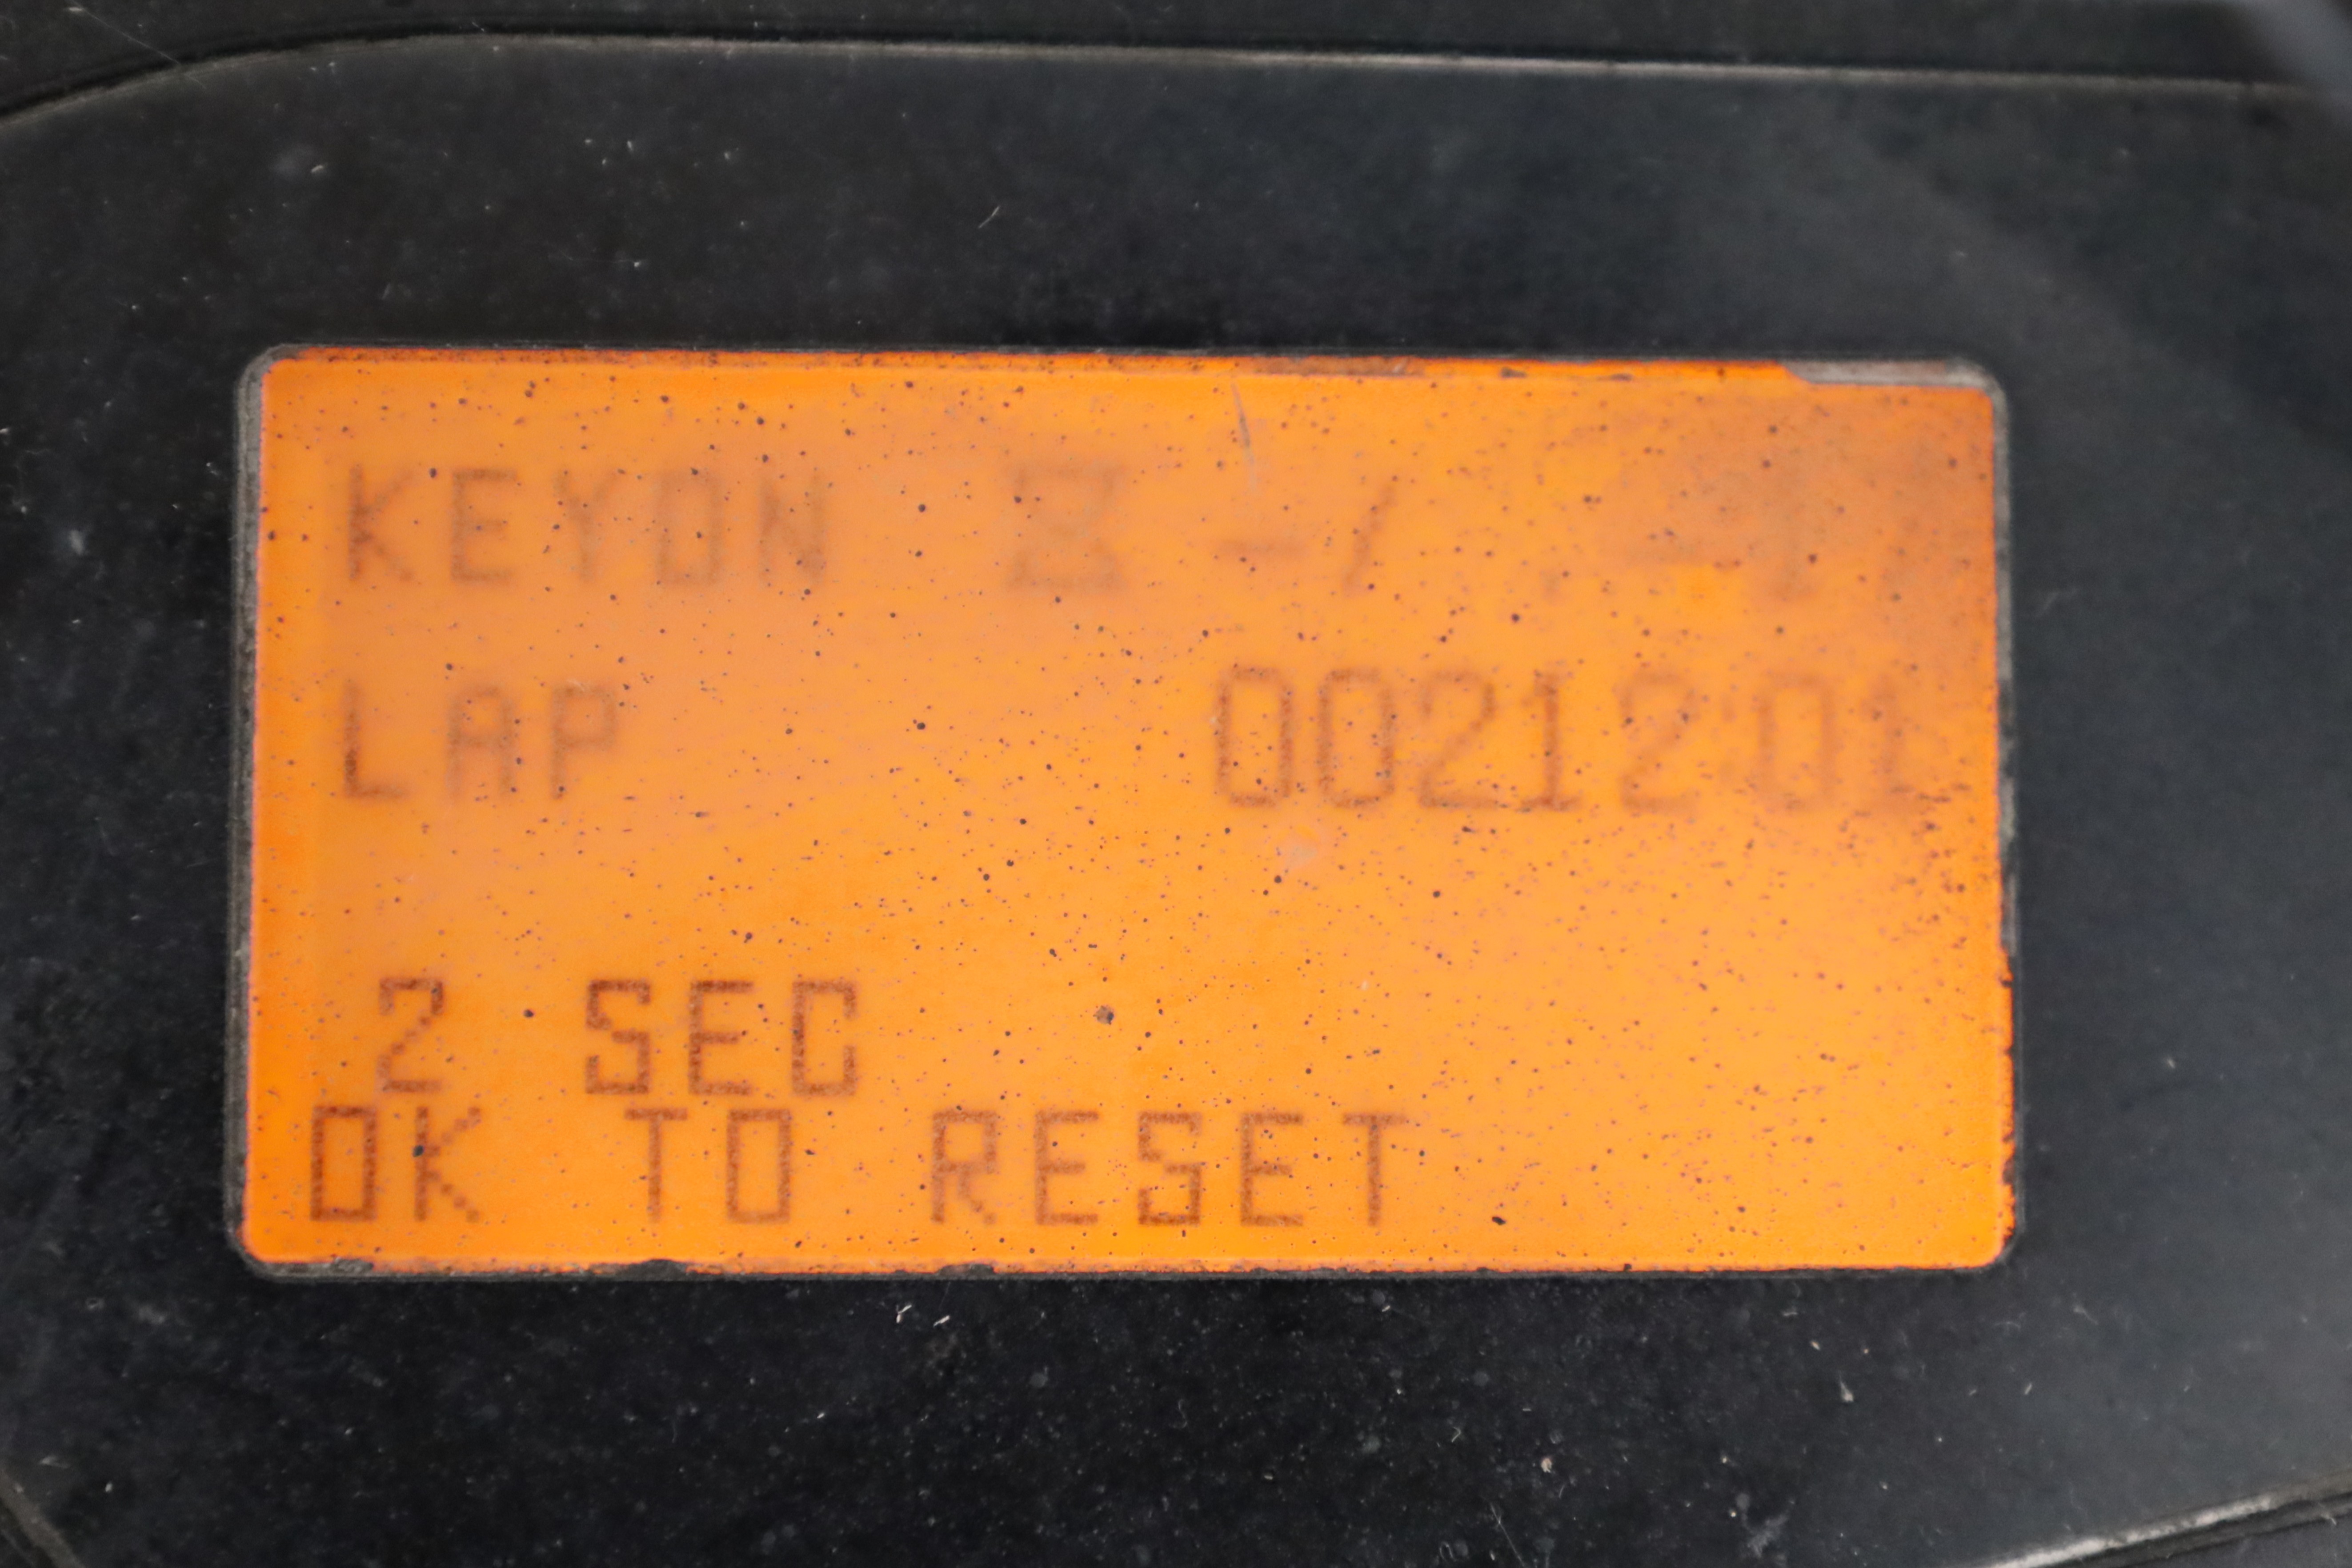 KEYON
LAP 0021201
2 SEC
OK TO RESET